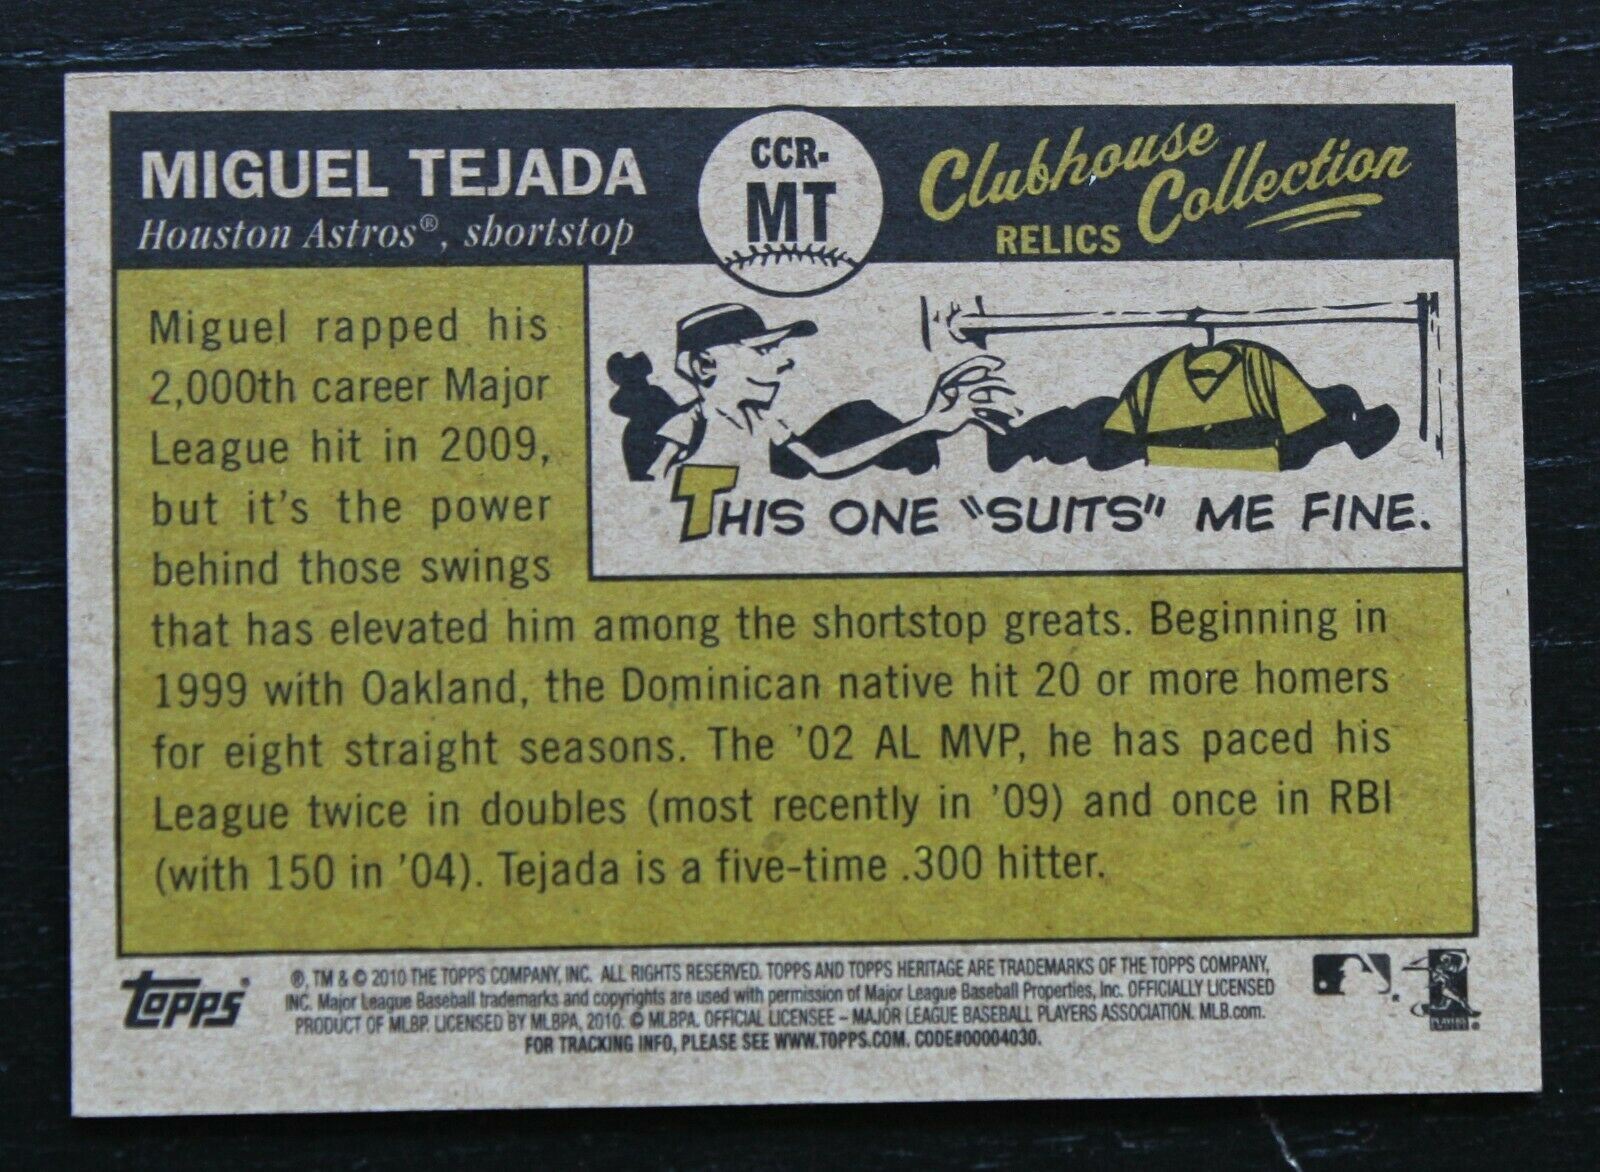 MIGUEL TEJADA
Houston Astros®, shortstop
CCR-
MT
Clubhouse
Collection
RELICS
Miguel rapped his
2,000th career Major
League hit in 2009,
but it's the power
behind those swings
that has elevated him among the shortstop greats. Beginning in
1999 with Oakland, the Dominican native hit 20 or more homers
for eight straight seasons. The '02 AL MVP, he has paced his
League twice in doubles (most recently in '09) and once in RBI
(with 150 in '04). Tejada is a five-time .300 hitter.
THIS ONE "SUITS" ME FINE.
Topps®
®, TM & © 2010 THE TOPPS COMPANY, INC. ALL RIGHTS RESERVED. TOPPS AND TOPPS HERITAGE ARE TRADEMARKS OF THE TOPPS COMPANY,
INC. Major League Baseball trademarks and copyrights are used with permission of Major League Baseball Properties, Inc. OFFICIALLY LICENSED
PRODUCT OF MLBP. LICENSED BY MLBPA, 2010. © MLBPA. OFFICIAL LICENSEE – MAJOR LEAGUE BASEBALL PLAYERS ASSOCIATION. MLB.com.
FOR TRACKING INFO, PLEASE SEE WWW.TOPPS.COM. CODE#00004030.
PLAYERS